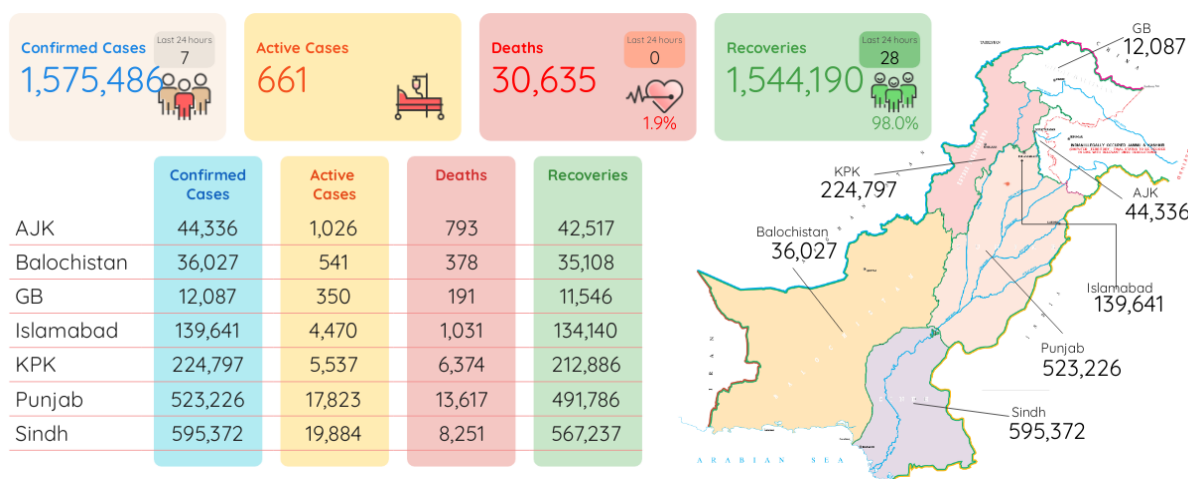 Confirmed Cases
Last 24 hours
7
1,575,486
Active Cases
661
Deaths
Last 24 hours
0
30,635
1.9%
Recoveries
Last 24 hours
28
1,544,190
98.0%
Confirmed Cases Active Cases Deaths Recoveries
AJK 44,336 1,026 793 42,517
Balochistan 36,027 541 378 35,108
GB 12,087 350 191 11,546
Islamabad 139,641 4,470 1,031 134,140
KPK 224,797 5,537 6,374 212,886
Punjab 523,226 17,823 13,617 491,786
Sindh 595,372 19,884 8,251 567,237
GB
12,087
KPK
224,797
AJK
44,336
Balochistan
36,027
Islamabad
139,641
Punjab
523,226
Sindh
595,372
IRAN
ARABIAN SEA